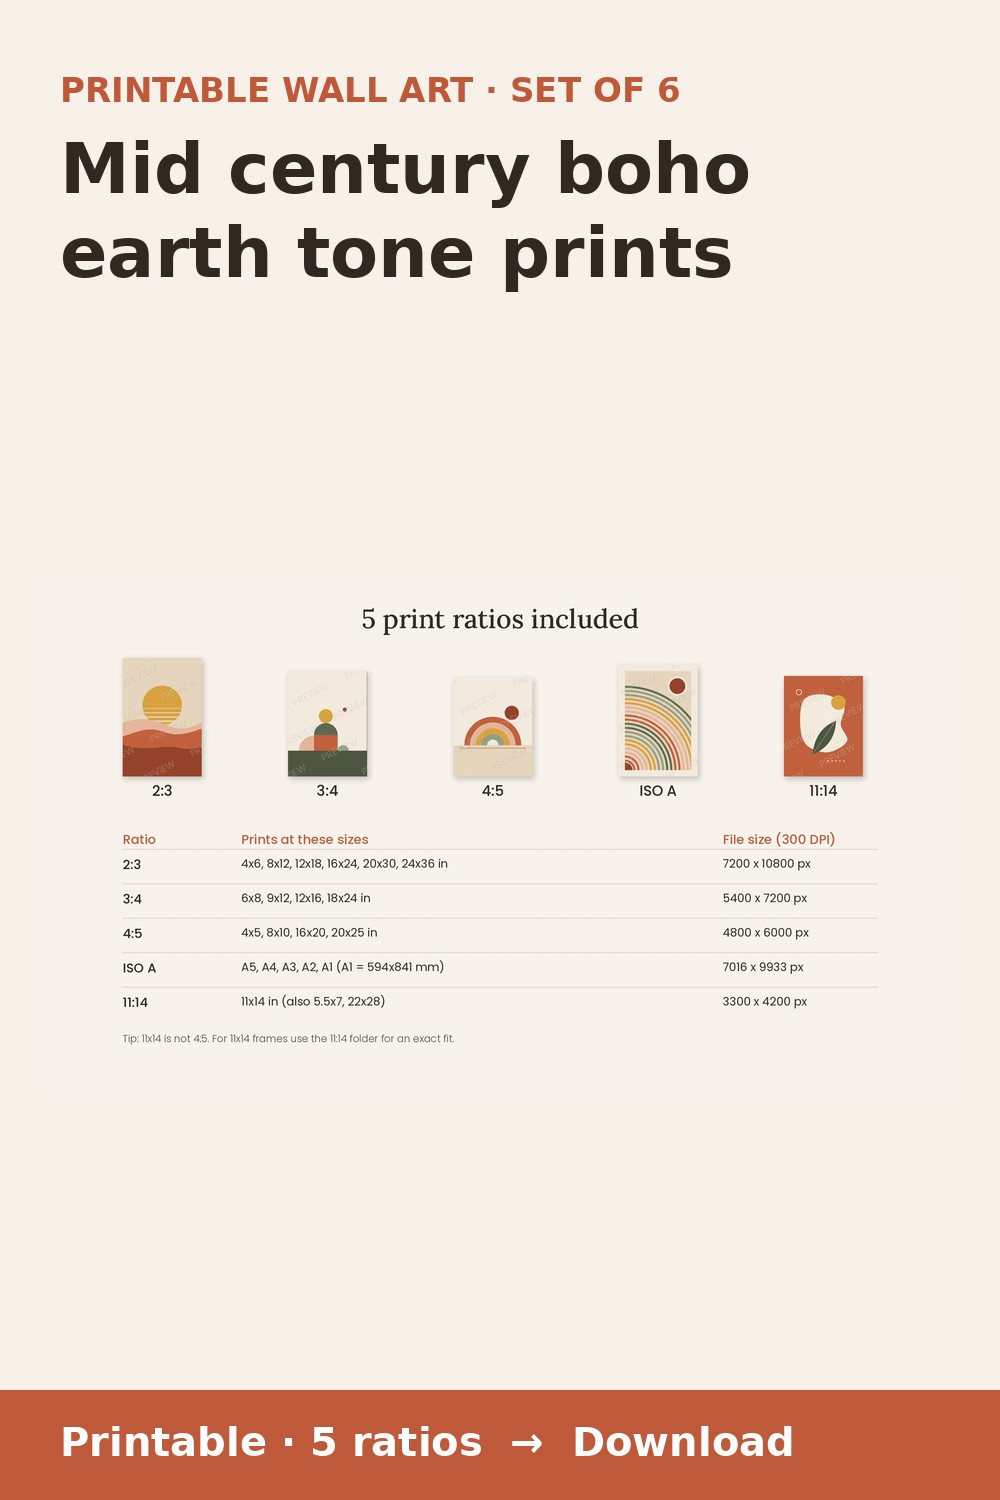 PRINTABLE WALL ART · SET OF 6
Mid century boho
earth tone prints
5 print ratios included
PREVIEW PREVIEW PREVIEW PREVIEW PREVIEW
2:3 3:4 4:5 ISO A 11:14
Ratio Prints at these sizes File size (300 DPI)
2:3 4x6, 8x12, 12x18, 16x24, 20x30, 24x36 in 7200 x 10800 px
3:4 6x8, 9x12, 12x16, 18x24 in 5400 x 7200 px
4:5 4x5, 8x10, 16x20, 20x25 in 4800 x 6000 px
ISO A A5, A4, A3, A2, A1 (A1 = 594x841 mm) 7016 x 9933 px
11:14 11x14 in (also 5.5x7, 22x28) 3300 x 4200 px
Tip: 11x14 is not 4:5. For 11x14 frames use the 11:14 folder for an exact fit.
Printable · 5 ratios → Download